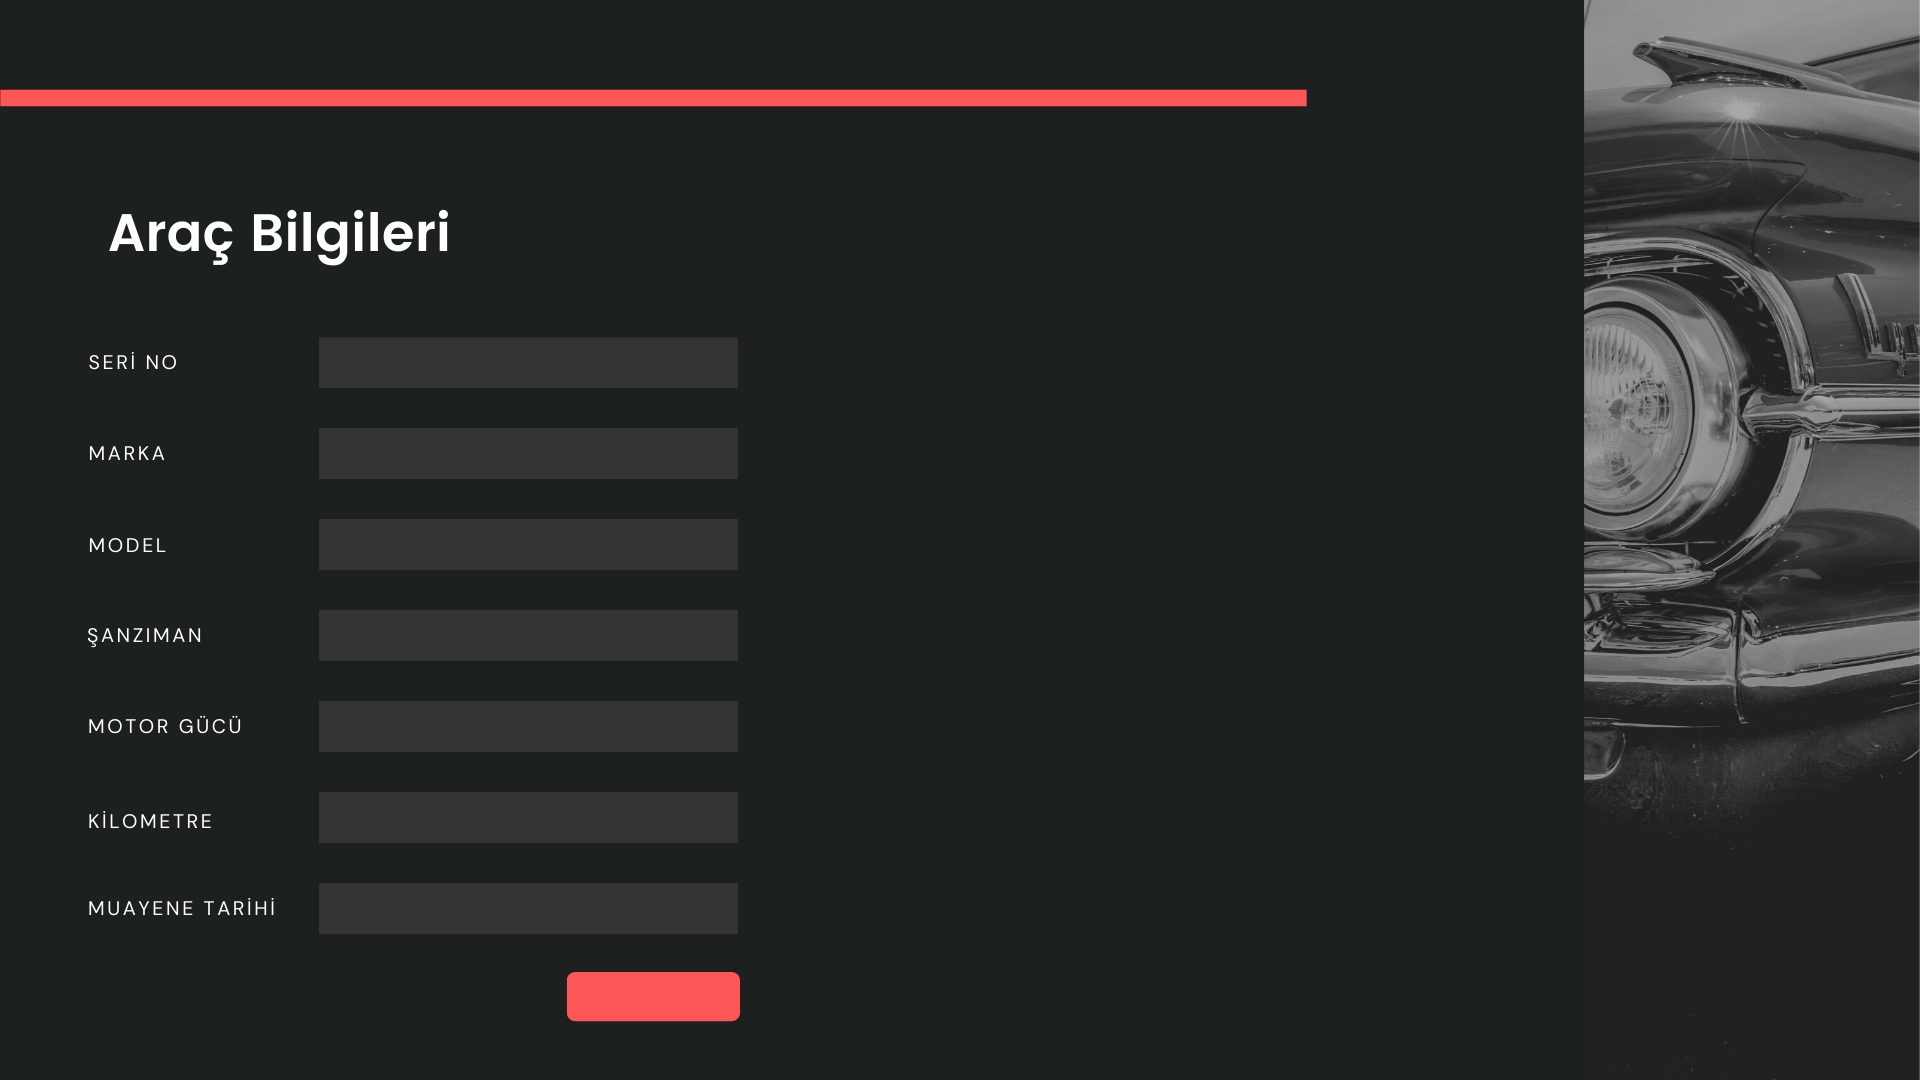 Araç Bilgileri
SERİ NO
MARKA
MODEL
ŞANZIMAN
MOTOR GÜCÜ
KİLOMETRE
MUAYENE TARİHİ